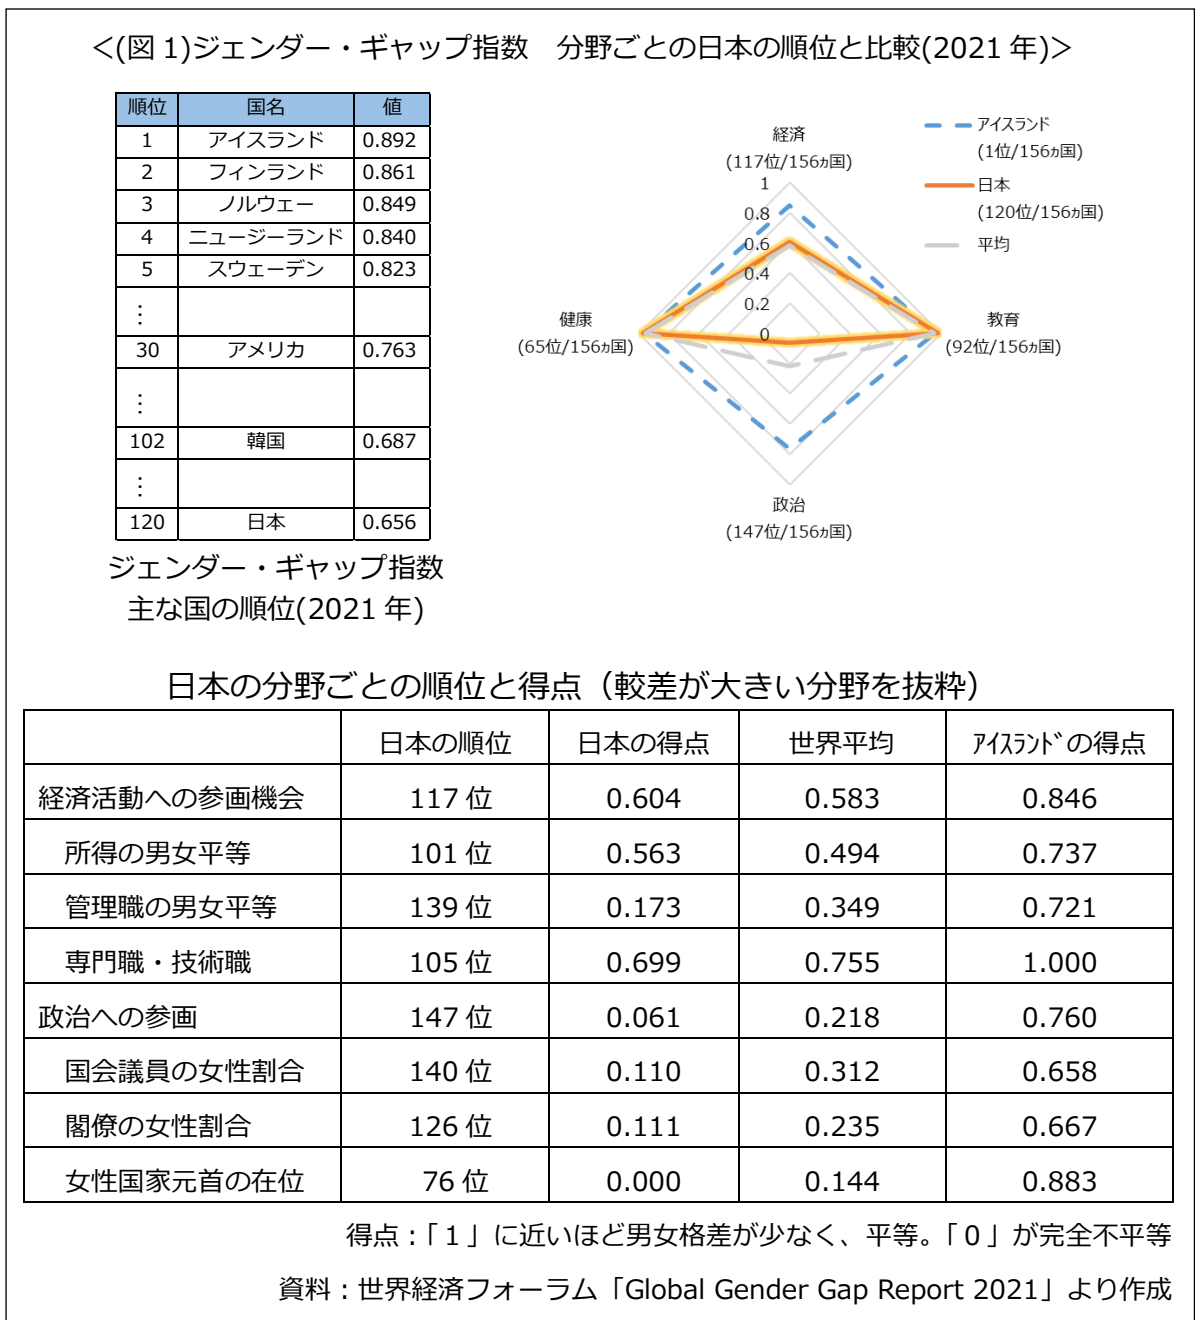 <(図1)ジェンダー・ギャップ指数　分野ごとの日本の順位と比較(2021年)>
順位 国名 値
1 アイスランド 0.892
2 フィンランド 0.861
3 ノルウェー 0.849
4 ニュージーランド 0.840
5 スウェーデン 0.823
⋮
30 アメリカ 0.763
⋮
102 韓国 0.687
⋮
120 日本 0.656
ジェンダー・ギャップ指数
主な国の順位(2021年)
経済
(117位/156ヵ国)
1
0.8
0.6
0.4
0.2
0
健康
(65位/156ヵ国)
教育
(92位/156ヵ国)
政治
(147位/156ヵ国)
アイスランド
(1位/156ヵ国)
日本
(120位/156ヵ国)
平均
日本の分野ごとの順位と得点（較差が大きい分野を抜粋）
日本の順位 日本の得点 世界平均 ｱｲｽﾗﾝﾄﾞの得点
経済活動への参画機会 117位 0.604 0.583 0.846
所得の男女平等 101位 0.563 0.494 0.737
管理職の男女平等 139位 0.173 0.349 0.721
専門職・技術職 105位 0.699 0.755 1.000
政治への参画 147位 0.061 0.218 0.760
国会議員の女性割合 140位 0.110 0.312 0.658
閣僚の女性割合 126位 0.111 0.235 0.667
女性国家元首の在位 76位 0.000 0.144 0.883
得点：「１」に近いほど男女格差が少なく、平等。「０」が完全不平等
資料：世界経済フォーラム「Global Gender Gap Report 2021」より作成